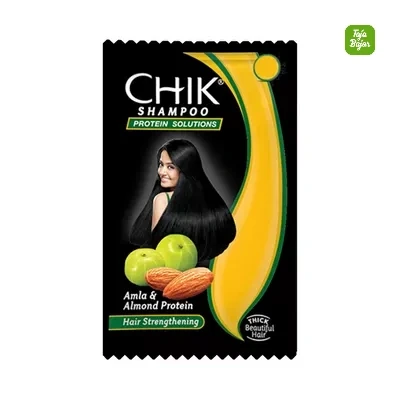 Taja
Bajar
CHIK®
SHAMPOO
PROTEIN SOLUTIONS
Amla &
Almond Protein
Hair Strengthening
THICK
Beautiful
Hair